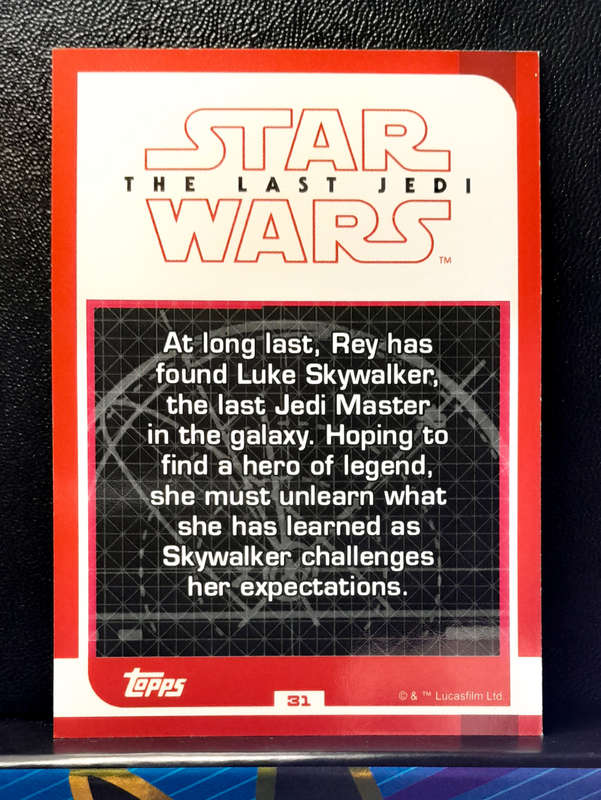 STAR
THE LAST JEDI
WARS™
At long last, Rey has
found Luke Skywalker,
the last Jedi Master
in the galaxy. Hoping to
find a hero of legend,
she must unlearn what
she has learned as
Skywalker challenges
her expectations.
topps
31
© & ™ Lucasfilm Ltd.